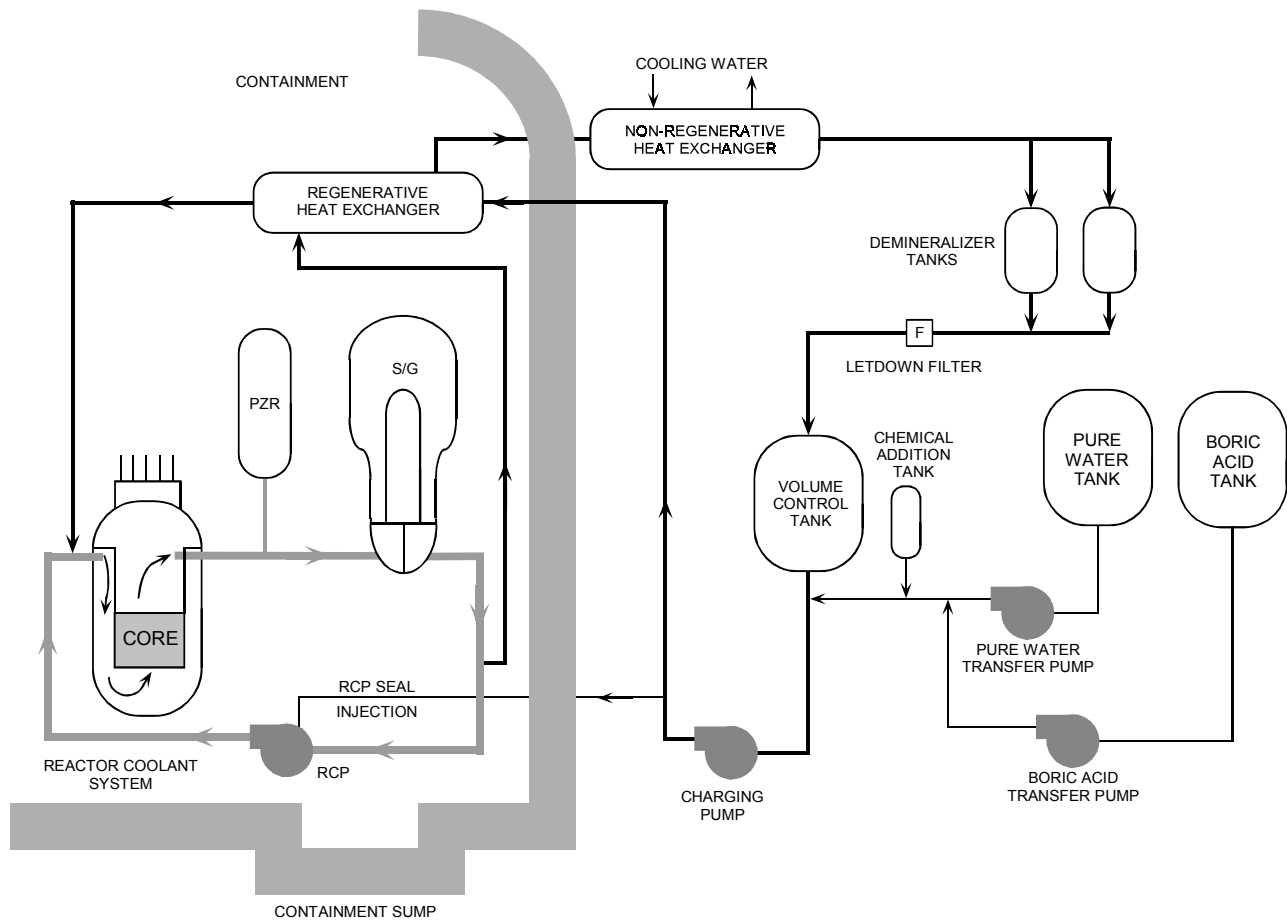 COOLING WATER
CONTAINMENT
NON-REGENERATIVE
HEAT EXCHANGER
REGENERATIVE
HEAT EXCHANGER
DEMINERALIZER
TANKS
F
LETDOWN FILTER
S/G
PZR
CHEMICAL
ADDITION
TANK
PURE
WATER
TANK
BORIC
ACID
TANK
VOLUME
CONTROL
TANK
CORE
PURE WATER
TRANSFER PUMP
RCP SEAL
INJECTION
REACTOR COOLANT
SYSTEM
RCP
CHARGING
PUMP
BORIC ACID
TRANSFER PUMP
CONTAINMENT SUMP